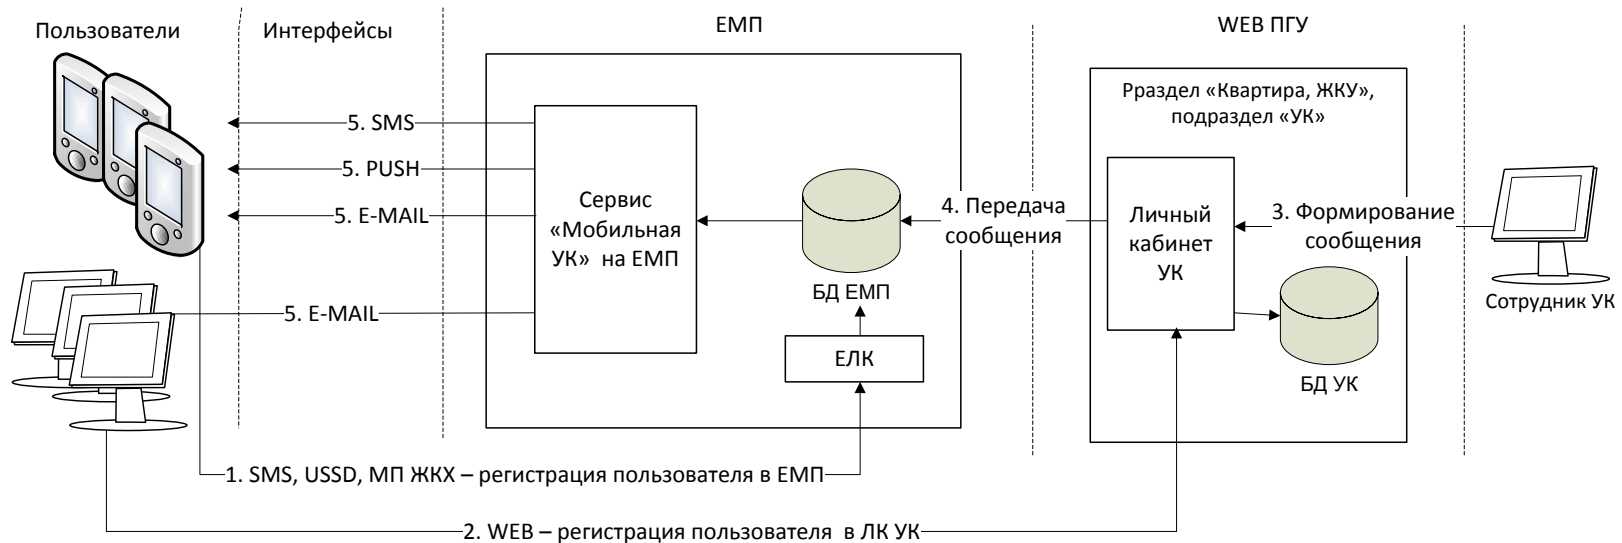 Пользователи
Интерфейсы
ЕМП
WEB ПГУ
Рраздел «Квартира, ЖКУ»,
подраздел «УК»
5. SMS
5. PUSH
5. E-MAIL
5. E-MAIL
Сервис
«Мобильная
УК» на ЕМП
БД ЕМП
ЕЛК
4. Передача
сообщения
Личный
кабинет
УК
БД УК
3. Формирование
сообщения
Сотрудник УК
1. SMS, USSD, МП ЖКХ – регистрация пользователя в ЕМП
2. WEB – регистрация пользователя в ЛК УК